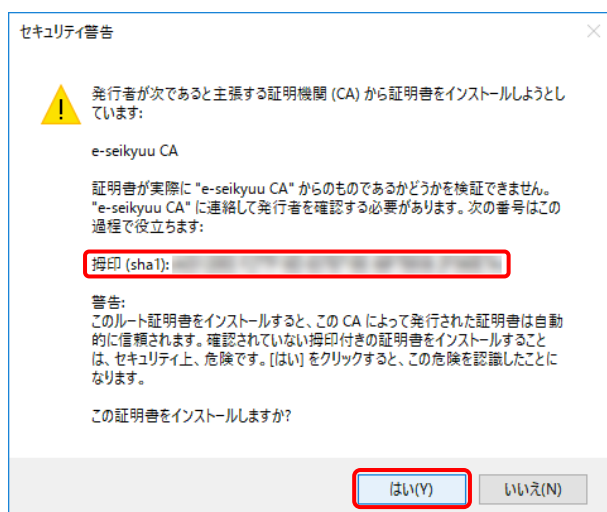 セキュリティ警告
発行者が次であると主張する証明機関 (CA) から証明書をインストールしようとし
ています:
e-seikyuu CA
証明書が実際に "e-seikyuu CA" からのものであるかどうかを検証できません。
"e-seikyuu CA" に連絡して発行者を確認する必要があります。次の番号はこの
過程で役立ちます:
拇印 (sha1):
警告:
このルート証明書をインストールすると、この CA によって発行された証明書は自動
的に信頼されます。確認されていない拇印付きの証明書をインストールすること
は、セキュリティ上、危険です。[はい] をクリックすると、この危険を認識したことに
なります。
この証明書をインストールしますか?
はい(Y)
いいえ(N)